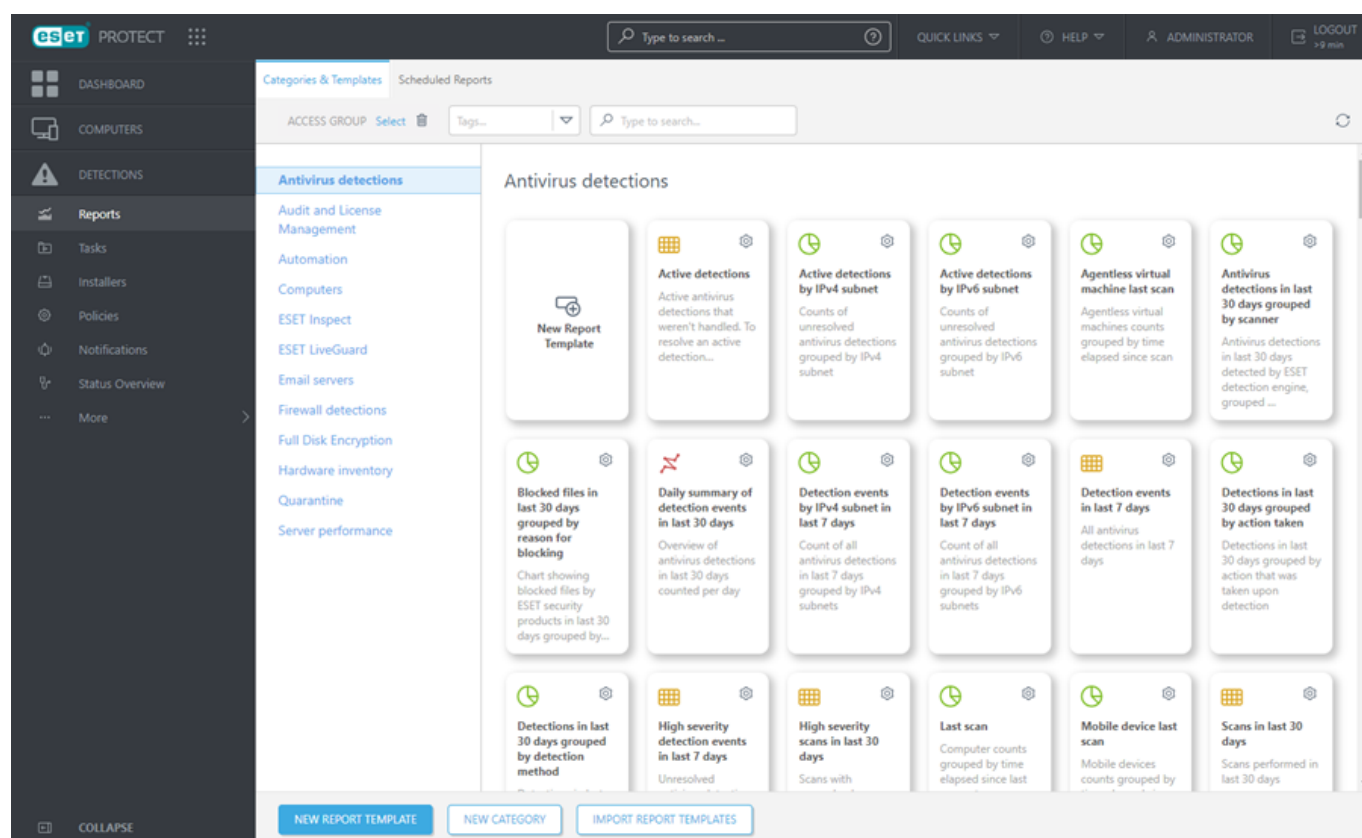 eset PROTECT
Type to search ...
QUICK LINKS
HELP
ADMINISTRATOR
LOGOUT
>9 min
DASHBOARD
COMPUTERS
DETECTIONS
Reports
Tasks
Installers
Policies
Notifications
Status Overview
More
COLLAPSE
Categories & Templates
Scheduled Reports
ACCESS GROUP Select
Tags...
Type to search...
Antivirus detections
Audit and License
Management
Automation
Computers
ESET Inspect
ESET LiveGuard
Email servers
Firewall detections
Full Disk Encryption
Hardware inventory
Quarantine
Server performance
Antivirus detections
New Report
Template
Active detections
Active antivirus
detections that
weren't handled. To
resolve an active
detection...
Active detections
by IPv4 subnet
Counts of
unresolved
antivirus detections
grouped by IPv4
subnet
Active detections
by IPv6 subnet
Counts of
unresolved
antivirus detections
grouped by IPv6
subnet
Agentless virtual
machine last scan
Agentless virtual
machines counts
grouped by time
elapsed since scan
Antivirus
detections in last
30 days grouped
by scanner
Antivirus detections
in last 30 days
detected by ESET
detection engine,
grouped ...
Blocked files in
last 30 days
grouped by
reason for
blocking
Chart showing
blocked files by
ESET security
products in last 30
days grouped by...
Daily summary of
detection events
in last 30 days
Overview of
antivirus detections
in last 30 days
counted per day
Detection events
by IPv4 subnet in
last 7 days
Count of all
antivirus detections
in last 7 days
grouped by IPv4
subnets
Detection events
by IPv6 subnet in
last 7 days
Count of all
antivirus detections
in last 7 days
grouped by IPv6
subnets
Detection events
in last 7 days
All antivirus
detections in last 7
days
Detections in last
30 days grouped
by action taken
Detections in last
30 days grouped by
action that was
taken upon
detection
Detections in last
30 days grouped
by detection
method
High severity
detection events
in last 7 days
Unresolved
High severity
scans in last 30
days
Scans with
Last scan
Computer counts
grouped by time
elapsed since last
Mobile device last
scan
Mobile devices
counts grouped by
Scans in last 30
days
Scans performed in
last 30 days
NEW REPORT TEMPLATE
NEW CATEGORY
IMPORT REPORT TEMPLATES